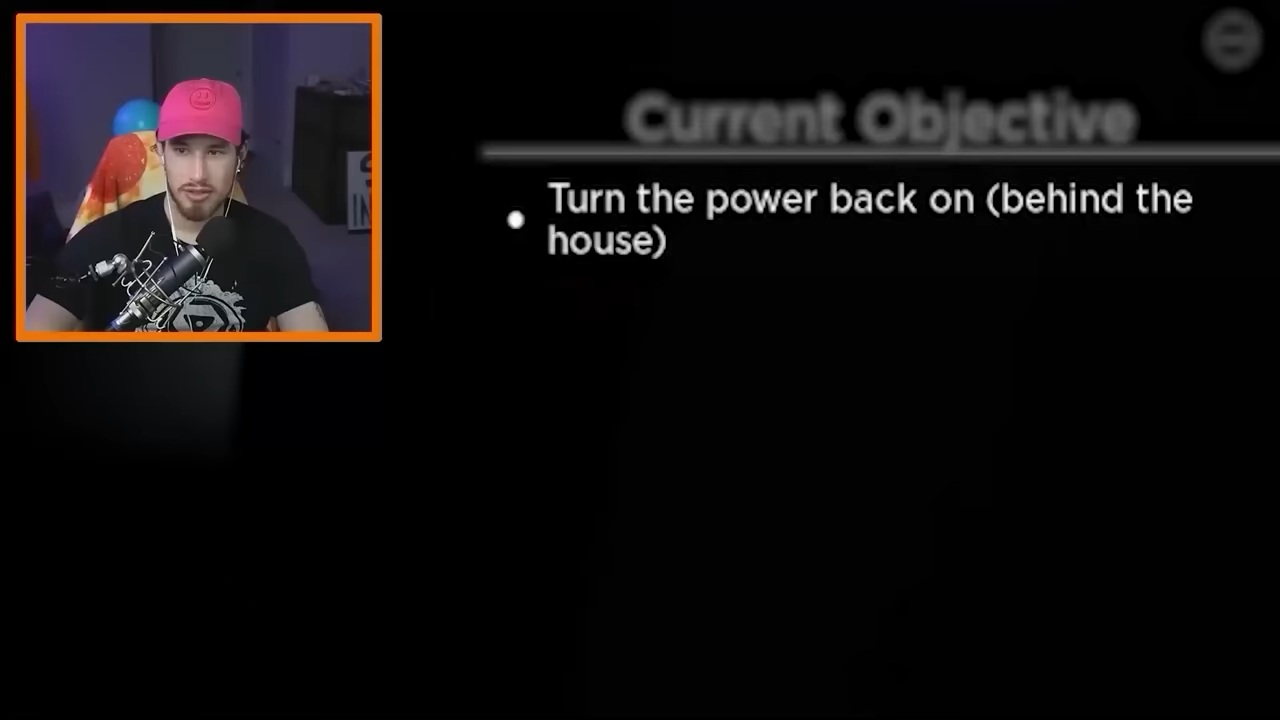 Current Objective
Turn the power back on (behind the
house)